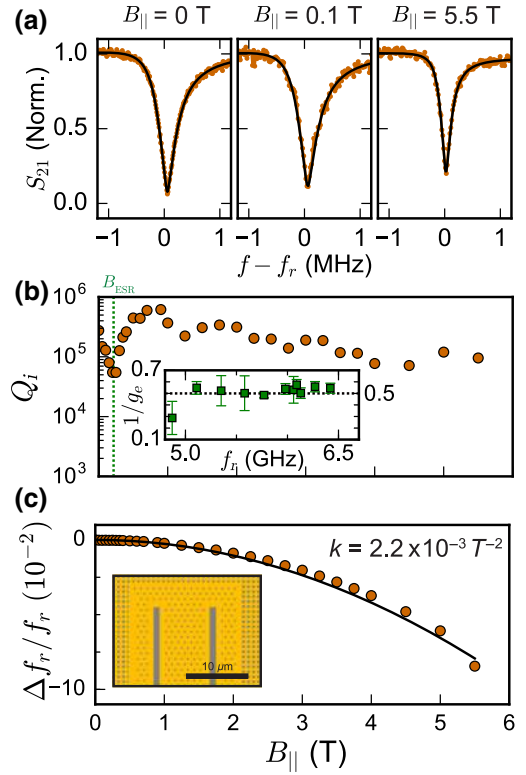 (a) B|| = 0 T B|| = 0.1 T B|| = 5.5 T
1.0
0.5
0.0
S21 (Norm.)
−1 0 1 −1 0 1 −1 0 1
f − fr (MHz)
(b) BESR
10^6
10^5
10^4
10^3
Qi
0.7
0.1
1/ge
0.5
5.0 6.5
fr (GHz)
(c)
0
−10
Δfr/fr (10^−2)
k = 2.2 x10^−3 T^−2
10 μm
0 1 2 3 4 5 6
B|| (T)